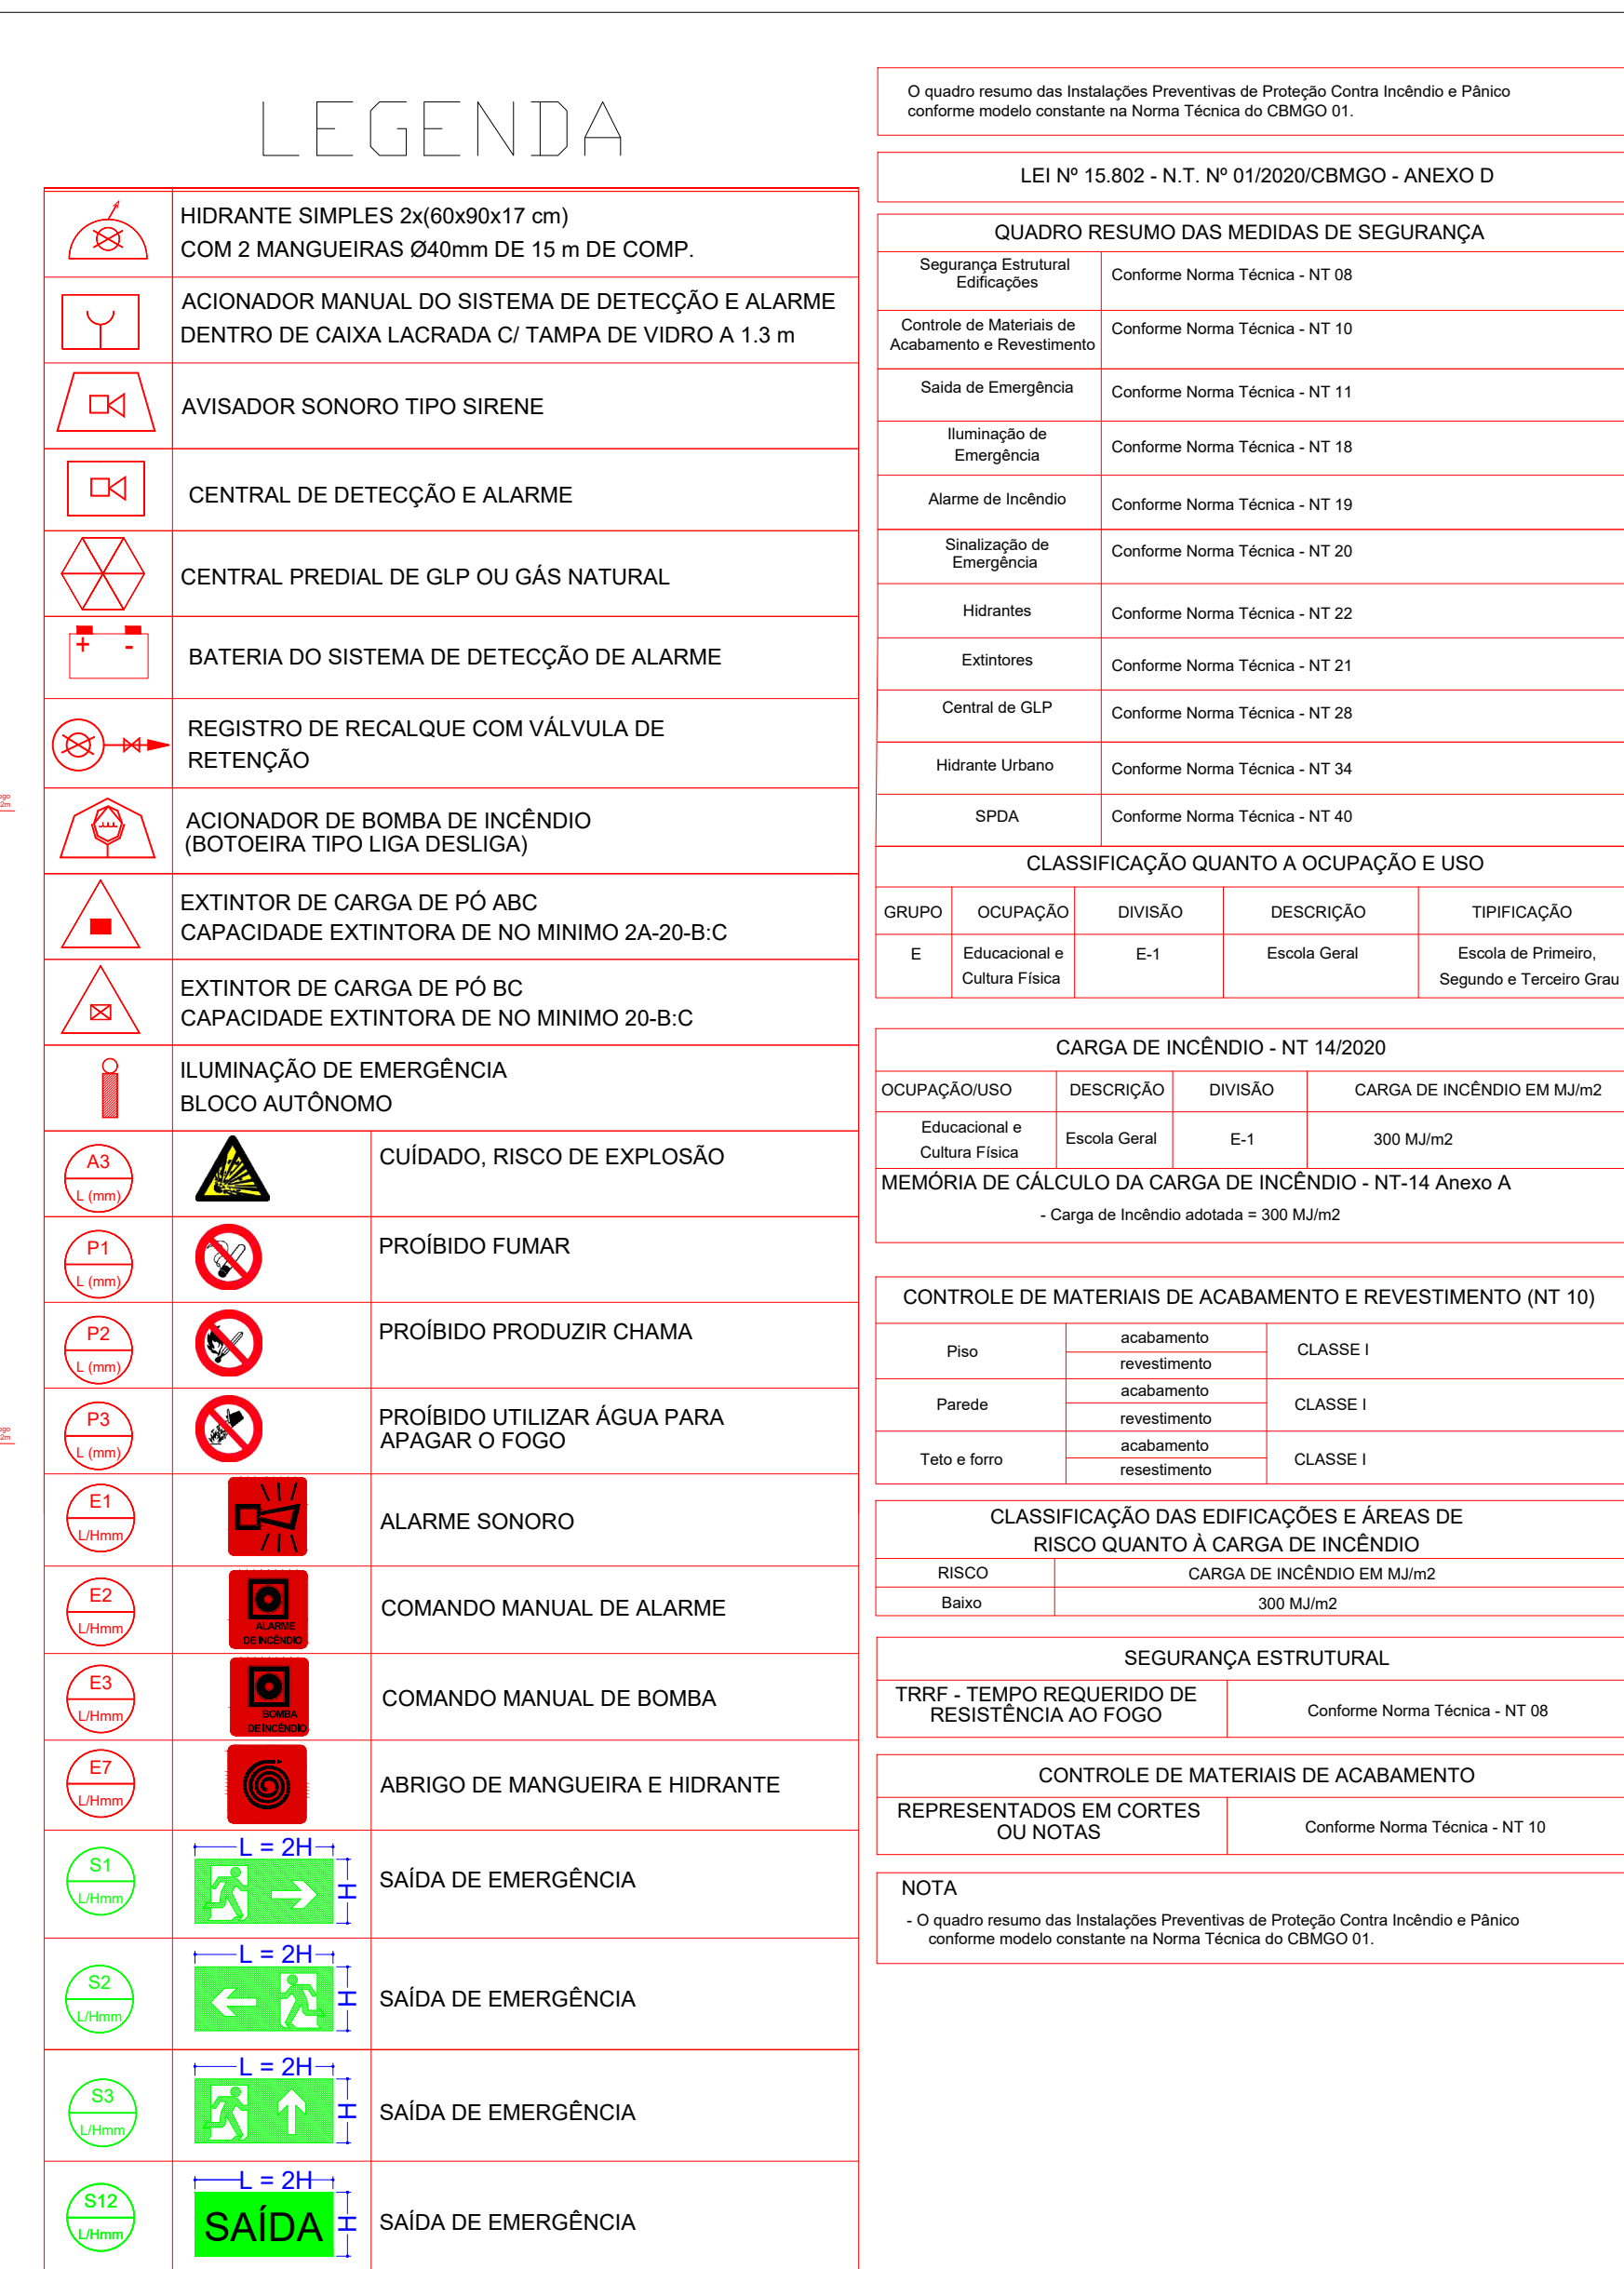 LEGENDA
HIDRANTE SIMPLES 2x(60x90x17 cm)
COM 2 MANGUEIRAS Ø40mm DE 15 m DE COMP.
ACIONADOR MANUAL DO SISTEMA DE DETECÇÃO E ALARME
DENTRO DE CAIXA LACRADA C/ TAMPA DE VIDRO A 1.3 m
AVISADOR SONORO TIPO SIRENE
CENTRAL DE DETECÇÃO E ALARME
CENTRAL PREDIAL DE GLP OU GÁS NATURAL
+ -
BATERIA DO SISTEMA DE DETECÇÃO DE ALARME
REGISTRO DE RECALQUE COM VÁLVULA DE
RETENÇÃO
ACIONADOR DE BOMBA DE INCÊNDIO
(BOTOEIRA TIPO LIGA DESLIGA)
EXTINTOR DE CARGA DE PÓ ABC
CAPACIDADE EXTINTORA DE NO MINIMO 2A-20-B:C
EXTINTOR DE CARGA DE PÓ BC
CAPACIDADE EXTINTORA DE NO MINIMO 20-B:C
ILUMINAÇÃO DE EMERGÊNCIA
BLOCO AUTÔNOMO
A3
L (mm)
CUÍDADO, RISCO DE EXPLOSÃO
P1
L (mm)
PROÍBIDO FUMAR
P2
L (mm)
PROÍBIDO PRODUZIR CHAMA
P3
L (mm)
PROÍBIDO UTILIZAR ÁGUA PARA
APAGAR O FOGO
E1
L/Hmm
ALARME SONORO
E2
L/Hmm
ALARME
DE INCÊNDIO
COMANDO MANUAL DE ALARME
E3
L/Hmm
BOMBA
DE INCÊNDIO
COMANDO MANUAL DE BOMBA
E7
L/Hmm
ABRIGO DE MANGUEIRA E HIDRANTE
S1
L/Hmm
L = 2H
H
SAÍDA DE EMERGÊNCIA
S2
L/Hmm
L = 2H
H
SAÍDA DE EMERGÊNCIA
S3
L/Hmm
L = 2H
H
SAÍDA DE EMERGÊNCIA
S12
L/Hmm
L = 2H
SAÍDA
H
SAÍDA DE EMERGÊNCIA
O quadro resumo das Instalações Preventivas de Proteção Contra Incêndio e Pânico
conforme modelo constante na Norma Técnica do CBMGO 01.
LEI Nº 15.802 - N.T. Nº 01/2020/CBMGO - ANEXO D
QUADRO RESUMO DAS MEDIDAS DE SEGURANÇA
Segurança Estrutural
Edificações
Conforme Norma Técnica - NT 08
Controle de Materiais de
Acabamento e Revestimento
Conforme Norma Técnica - NT 10
Saida de Emergência
Conforme Norma Técnica - NT 11
Iluminação de
Emergência
Conforme Norma Técnica - NT 18
Alarme de Incêndio
Conforme Norma Técnica - NT 19
Sinalização de
Emergência
Conforme Norma Técnica - NT 20
Hidrantes
Conforme Norma Técnica - NT 22
Extintores
Conforme Norma Técnica - NT 21
Central de GLP
Conforme Norma Técnica - NT 28
Hidrante Urbano
Conforme Norma Técnica - NT 34
SPDA
Conforme Norma Técnica - NT 40
CLASSIFICAÇÃO QUANTO A OCUPAÇÃO E USO
GRUPO OCUPAÇÃO DIVISÃO DESCRIÇÃO TIPIFICAÇÃO
E Educacional e E-1 Escola Geral Escola de Primeiro,
Cultura Física Segundo e Terceiro Grau
CARGA DE INCÊNDIO - NT 14/2020
OCUPAÇÃO/USO DESCRIÇÃO DIVISÃO CARGA DE INCÊNDIO EM MJ/m2
Educacional e
Cultura Física
Escola Geral E-1 300 MJ/m2
MEMÓRIA DE CÁLCULO DA CARGA DE INCÊNDIO - NT-14 Anexo A
- Carga de Incêndio adotada = 300 MJ/m2
CONTROLE DE MATERIAIS DE ACABAMENTO E REVESTIMENTO (NT 10)
Piso
acabamento
revestimento
CLASSE I
Parede
acabamento
revestimento
CLASSE I
Teto e forro
acabamento
resestimento
CLASSE I
CLASSIFICAÇÃO DAS EDIFICAÇÕES E ÁREAS DE
RISCO QUANTO À CARGA DE INCÊNDIO
RISCO CARGA DE INCÊNDIO EM MJ/m2
Baixo 300 MJ/m2
SEGURANÇA ESTRUTURAL
TRRF - TEMPO REQUERIDO DE
RESISTÊNCIA AO FOGO
Conforme Norma Técnica - NT 08
CONTROLE DE MATERIAIS DE ACABAMENTO
REPRESENTADOS EM CORTES
OU NOTAS
Conforme Norma Técnica - NT 10
NOTA
- O quadro resumo das Instalações Preventivas de Proteção Contra Incêndio e Pânico
conforme modelo constante na Norma Técnica do CBMGO 01.